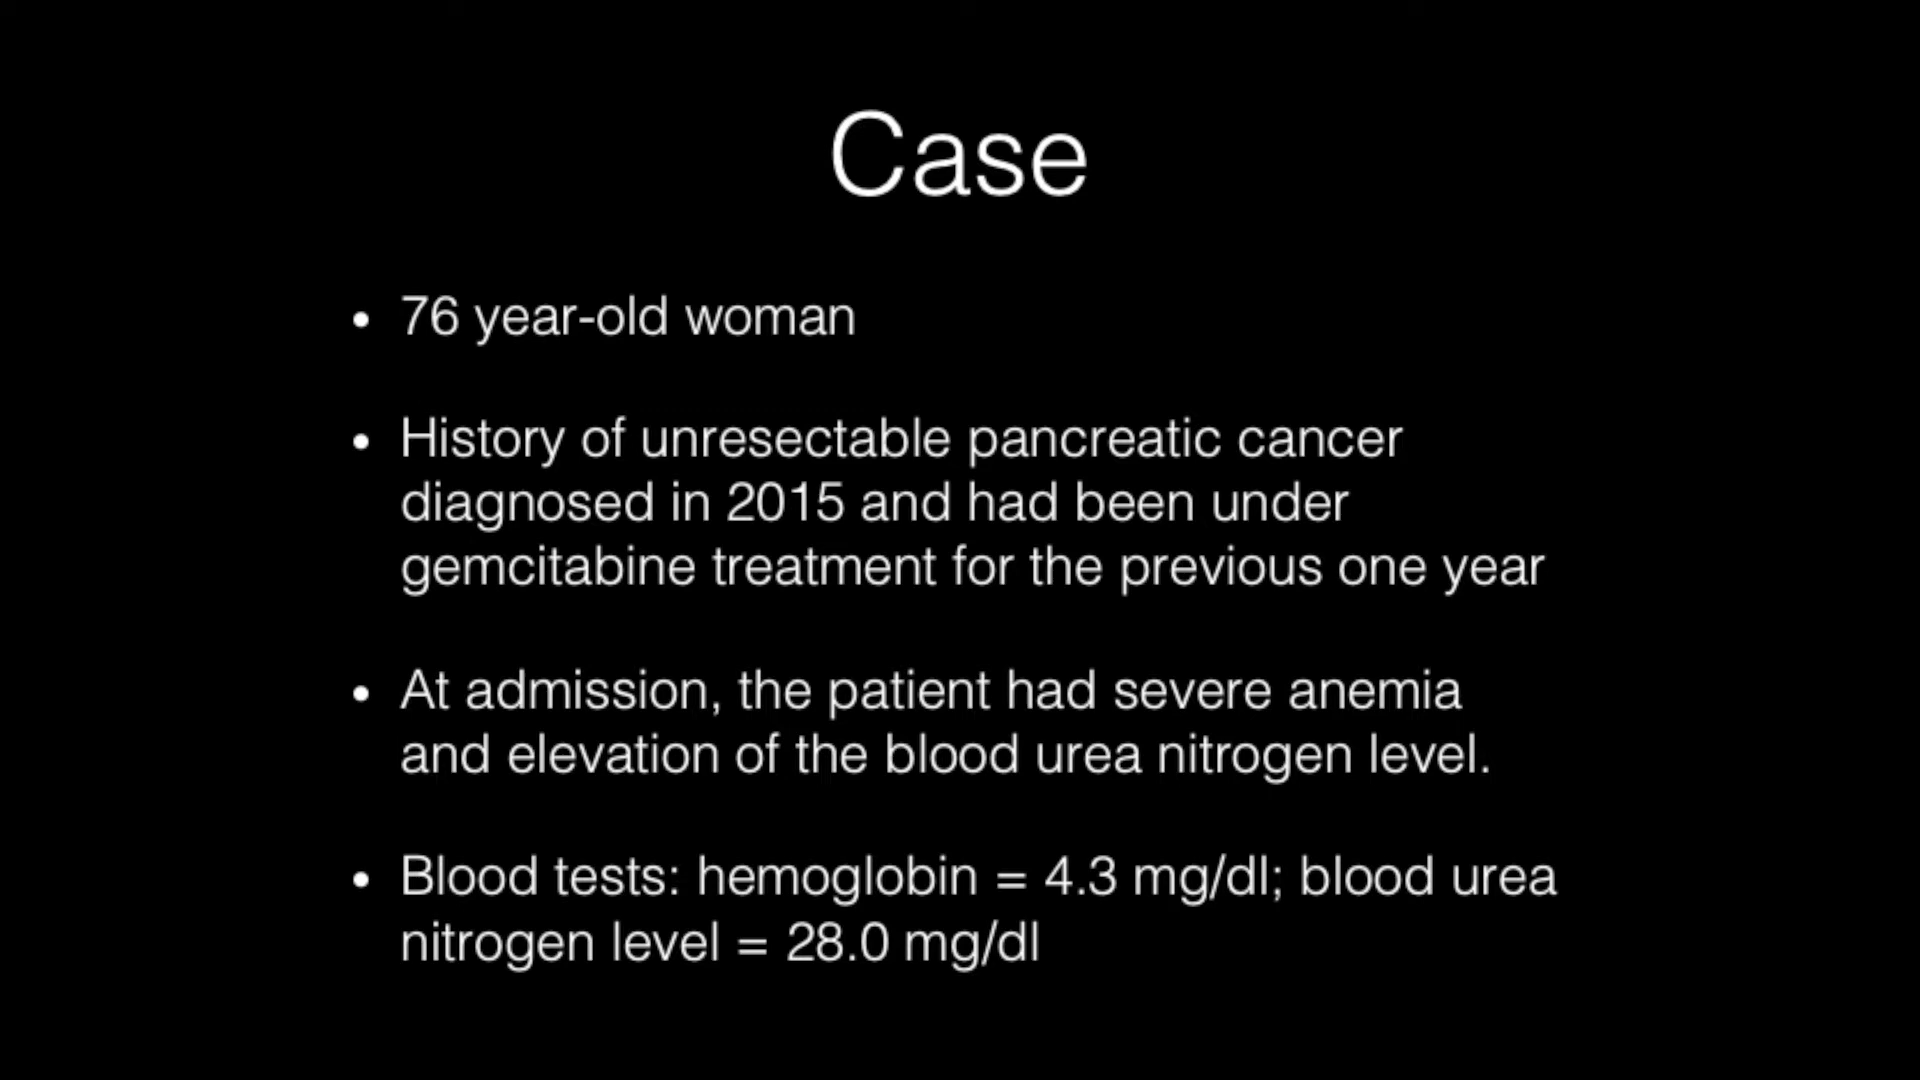 Case
• 76 year-old woman
• History of unresectable pancreatic cancer
diagnosed in 2015 and had been under
gemcitabine treatment for the previous one year
• At admission, the patient had severe anemia
and elevation of the blood urea nitrogen level.
• Blood tests: hemoglobin = 4.3 mg/dl; blood urea
nitrogen level = 28.0 mg/dl